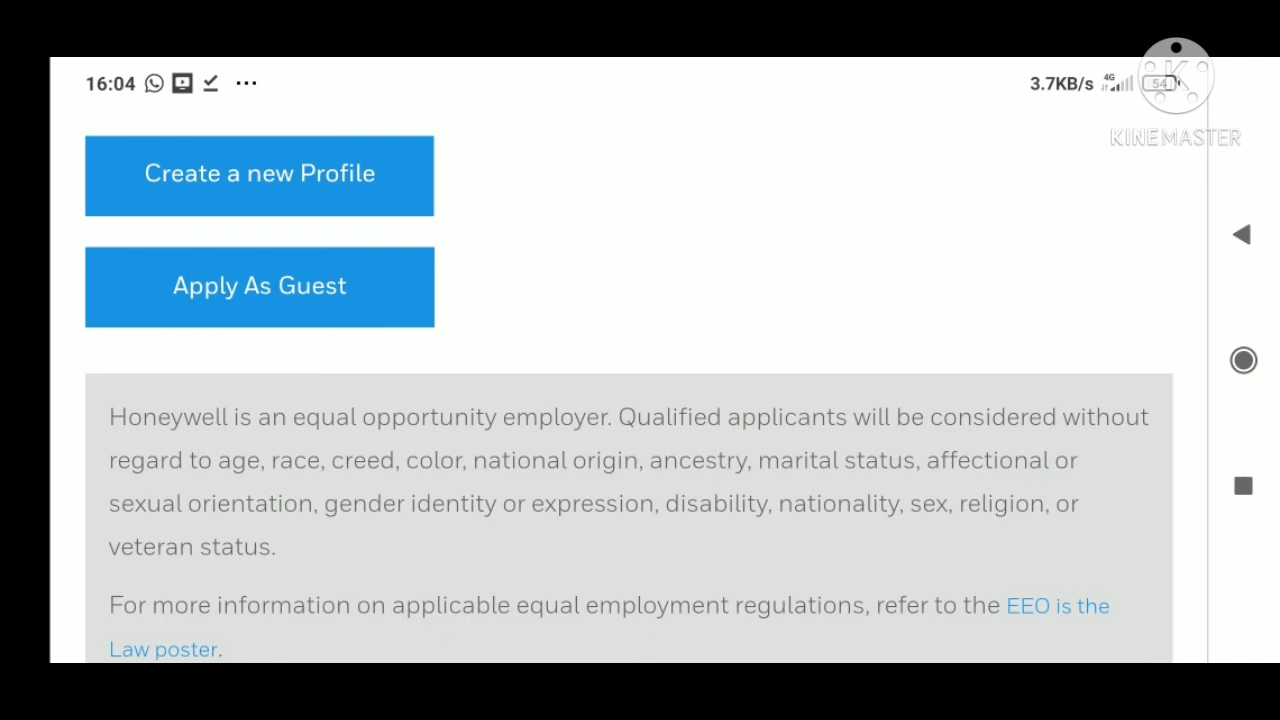 16:04 ... 3.7KB/s 4G 54
KINEMASTER
Create a new Profile
Apply As Guest
Honeywell is an equal opportunity employer. Qualified applicants will be considered without
regard to age, race, creed, color, national origin, ancestry, marital status, affectional or
sexual orientation, gender identity or expression, disability, nationality, sex, religion, or
veteran status.
For more information on applicable equal employment regulations, refer to the EEO is the
Law poster.